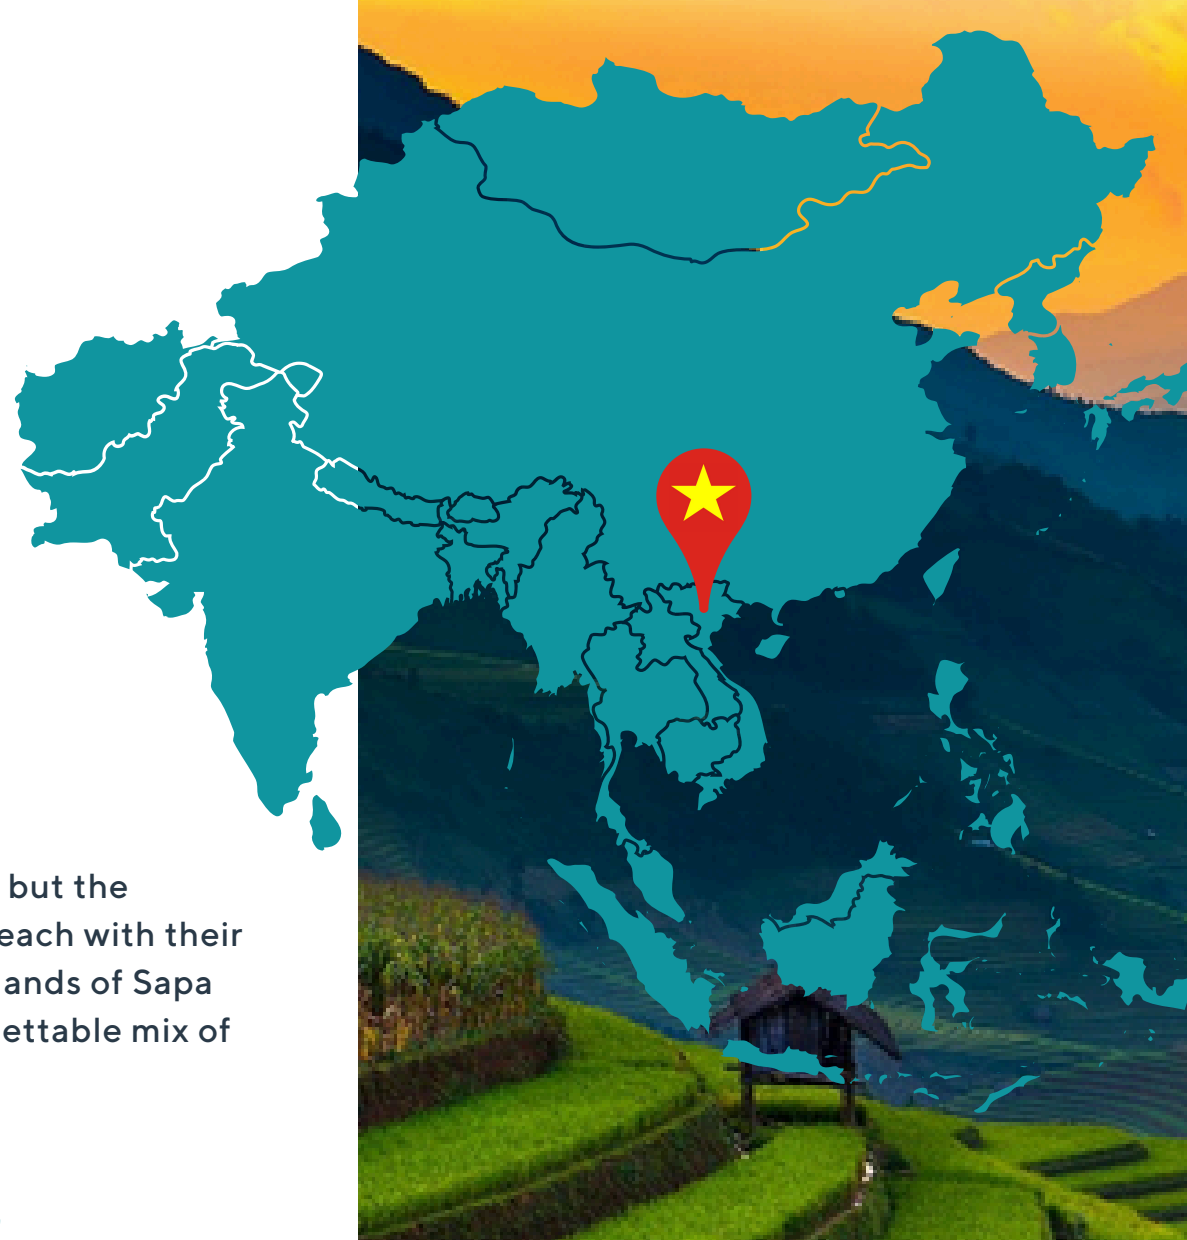 but the
each with their
ands of Sapa
ettable mix of